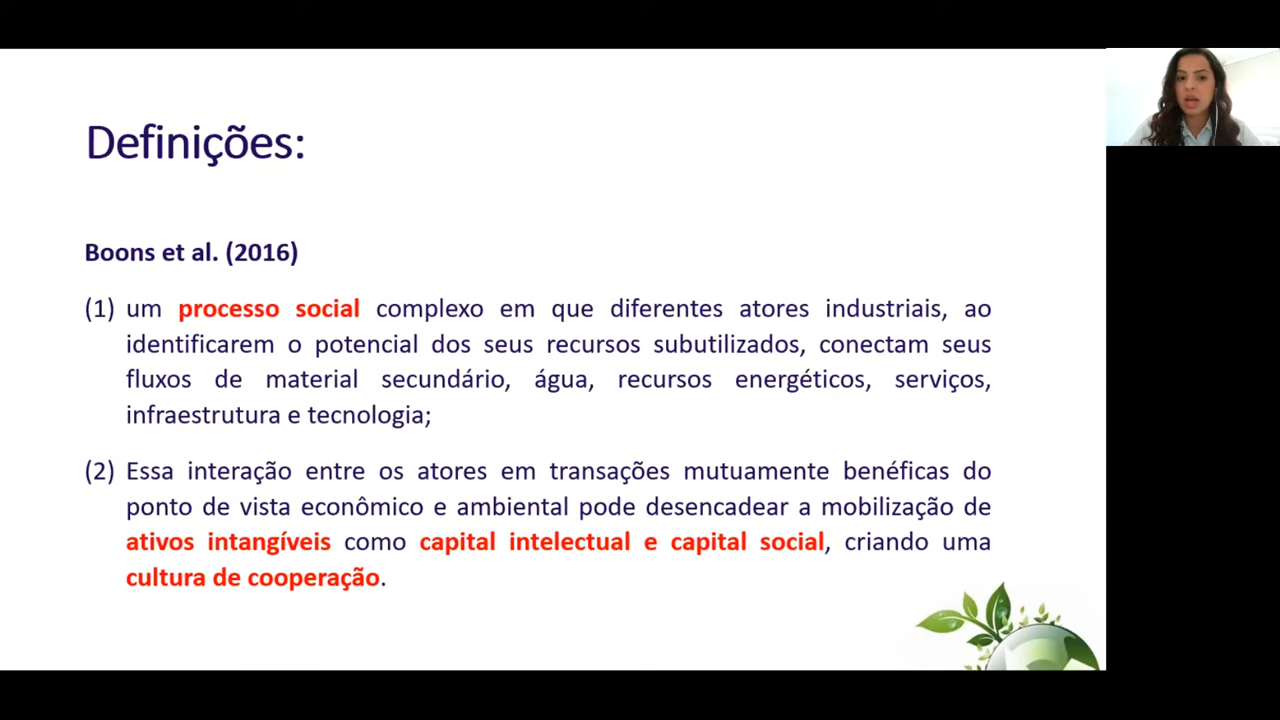 Definições:
Boons et al. (2016)
(1) um processo social complexo em que diferentes atores industriais, ao
identificarem o potencial dos seus recursos subutilizados, conectam seus
fluxos de material secundário, água, recursos energéticos, serviços,
infraestrutura e tecnologia;
(2) Essa interação entre os atores em transações mutuamente benéficas do
ponto de vista econômico e ambiental pode desencadear a mobilização de
ativos intangíveis como capital intelectual e capital social, criando uma
cultura de cooperação.